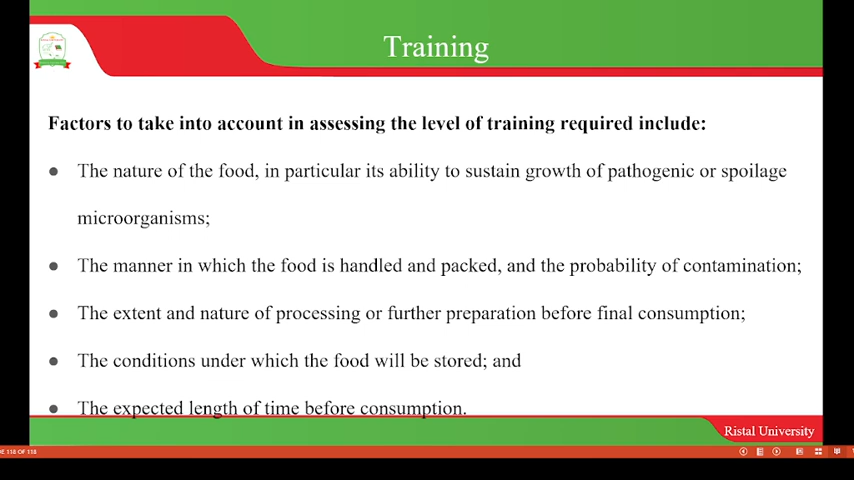 Training
Factors to take into account in assessing the level of training required include:
● The nature of the food, in particular its ability to sustain growth of pathogenic or spoilage
microorganisms;
● The manner in which the food is handled and packed, and the probability of contamination;
● The extent and nature of processing or further preparation before final consumption;
● The conditions under which the food will be stored; and
● The expected length of time before consumption.
Ristal University
DE 118 OF 118